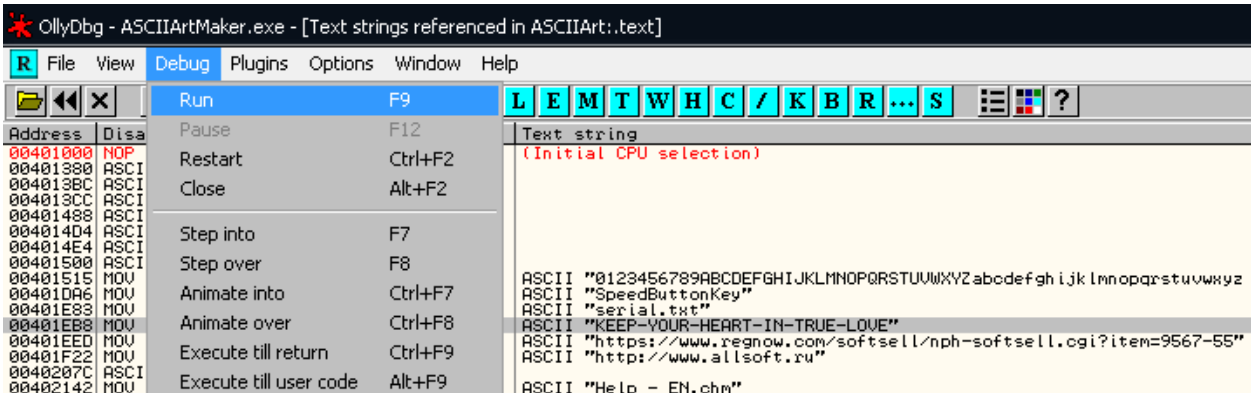 OllyDbg - ASCIIArtMaker.exe - [Text strings referenced in ASCIIArt:.text]
R File View Debug Plugins Options Window Help
L E M T W H C / K B R ... S ?
Run F9
Pause F12
Restart Ctrl+F2
Close Alt+F2
Step into F7
Step over F8
Animate into Ctrl+F7
Animate over Ctrl+F8
Execute till return Ctrl+F9
Execute till user code Alt+F9
Address Disa Text string
00401000 NOP (Initial CPU selection)
00401380 ASCI
004013BC ASCI
004013CC ASCI
00401488 ASCI
004014D4 ASCI
004014E4 ASCI
00401500 ASCI
00401515 MOV ASCII "0123456789ABCDEFGHIJKLMNOPQRSTUVWXYZabcdefghijklmnopqrstuvwxyz
00401DA6 MOV ASCII "SpeedButtonKey"
00401E83 MOV ASCII "serial.txt"
00401EB8 MOV ASCII "KEEP-YOUR-HEART-IN-TRUE-LOVE"
00401EED MOV ASCII "https://www.regnow.com/softsell/nph-softsell.cgi?item=9567-55"
00401F22 MOV ASCII "http://www.allsoft.ru"
0040207C ASCI
00402142 MOV ASCII "Help - EN.chm"